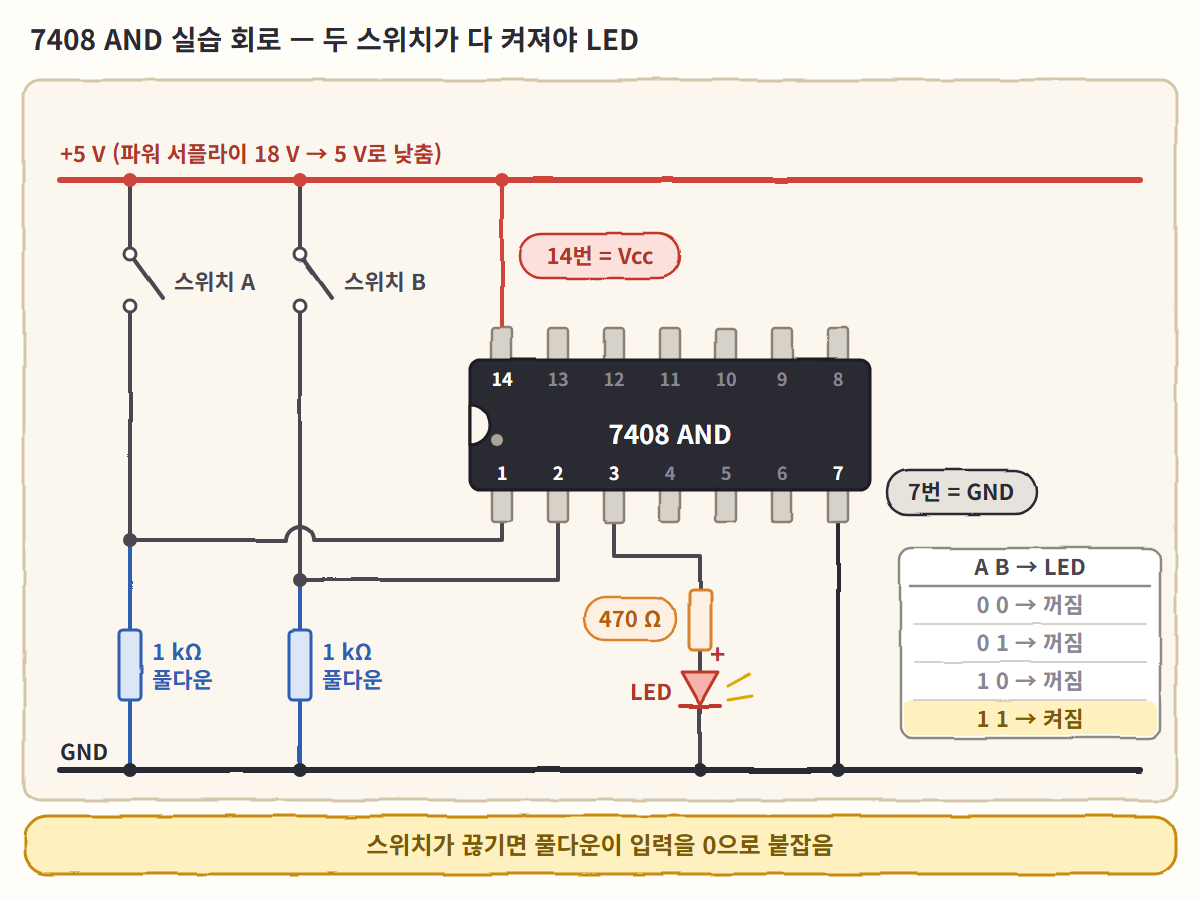 7408 AND 실습 회로 — 두 스위치가 다 켜져야 LED
+5 V (파워 서플라이 18 V → 5 V로 낮춤)
14번 = Vcc
스위치 A
스위치 B
14 13 12 11 10 9 8
7408 AND
1 2 3 4 5 6 7
7번 = GND
A B → LED
0 0 → 꺼짐
0 1 → 꺼짐
1 0 → 꺼짐
1 1 → 켜짐
470 Ω
+
LED
1 kΩ
풀다운
1 kΩ
풀다운
GND
스위치가 끊기면 풀다운이 입력을 0으로 붙잡음